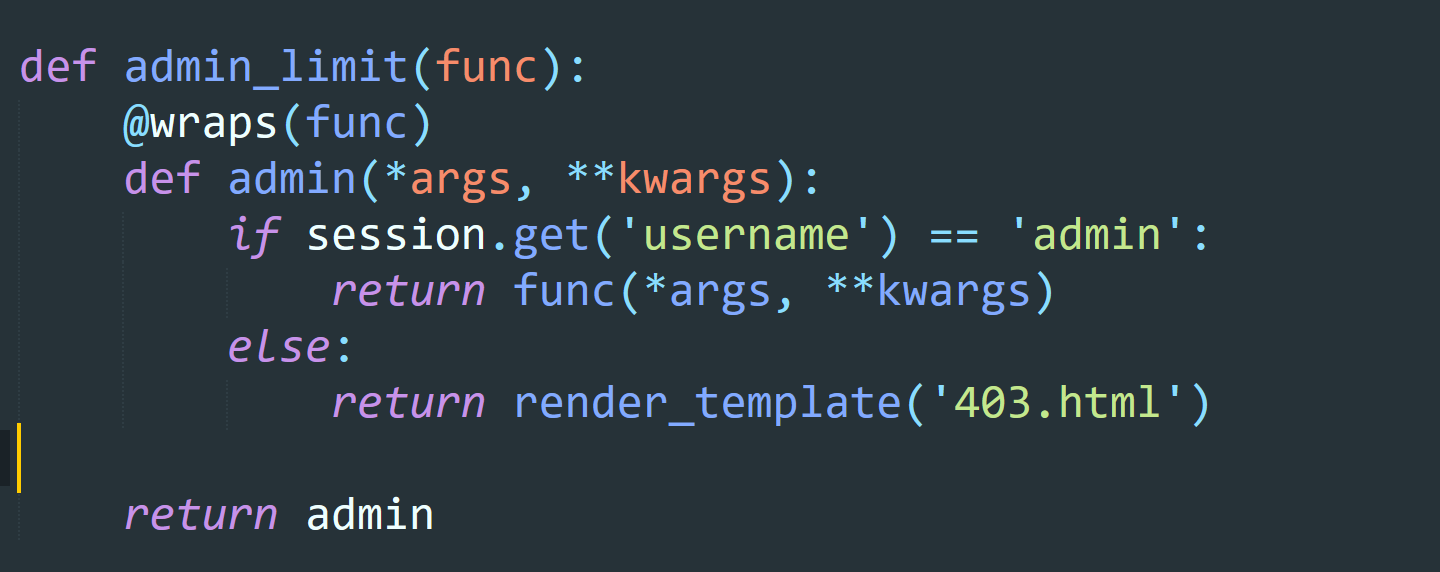 def admin_limit(func):
    @wraps(func)
    def admin(*args, **kwargs):
        if session.get('username') == 'admin':
            return func(*args, **kwargs)
        else:
            return render_template('403.html')
    return admin